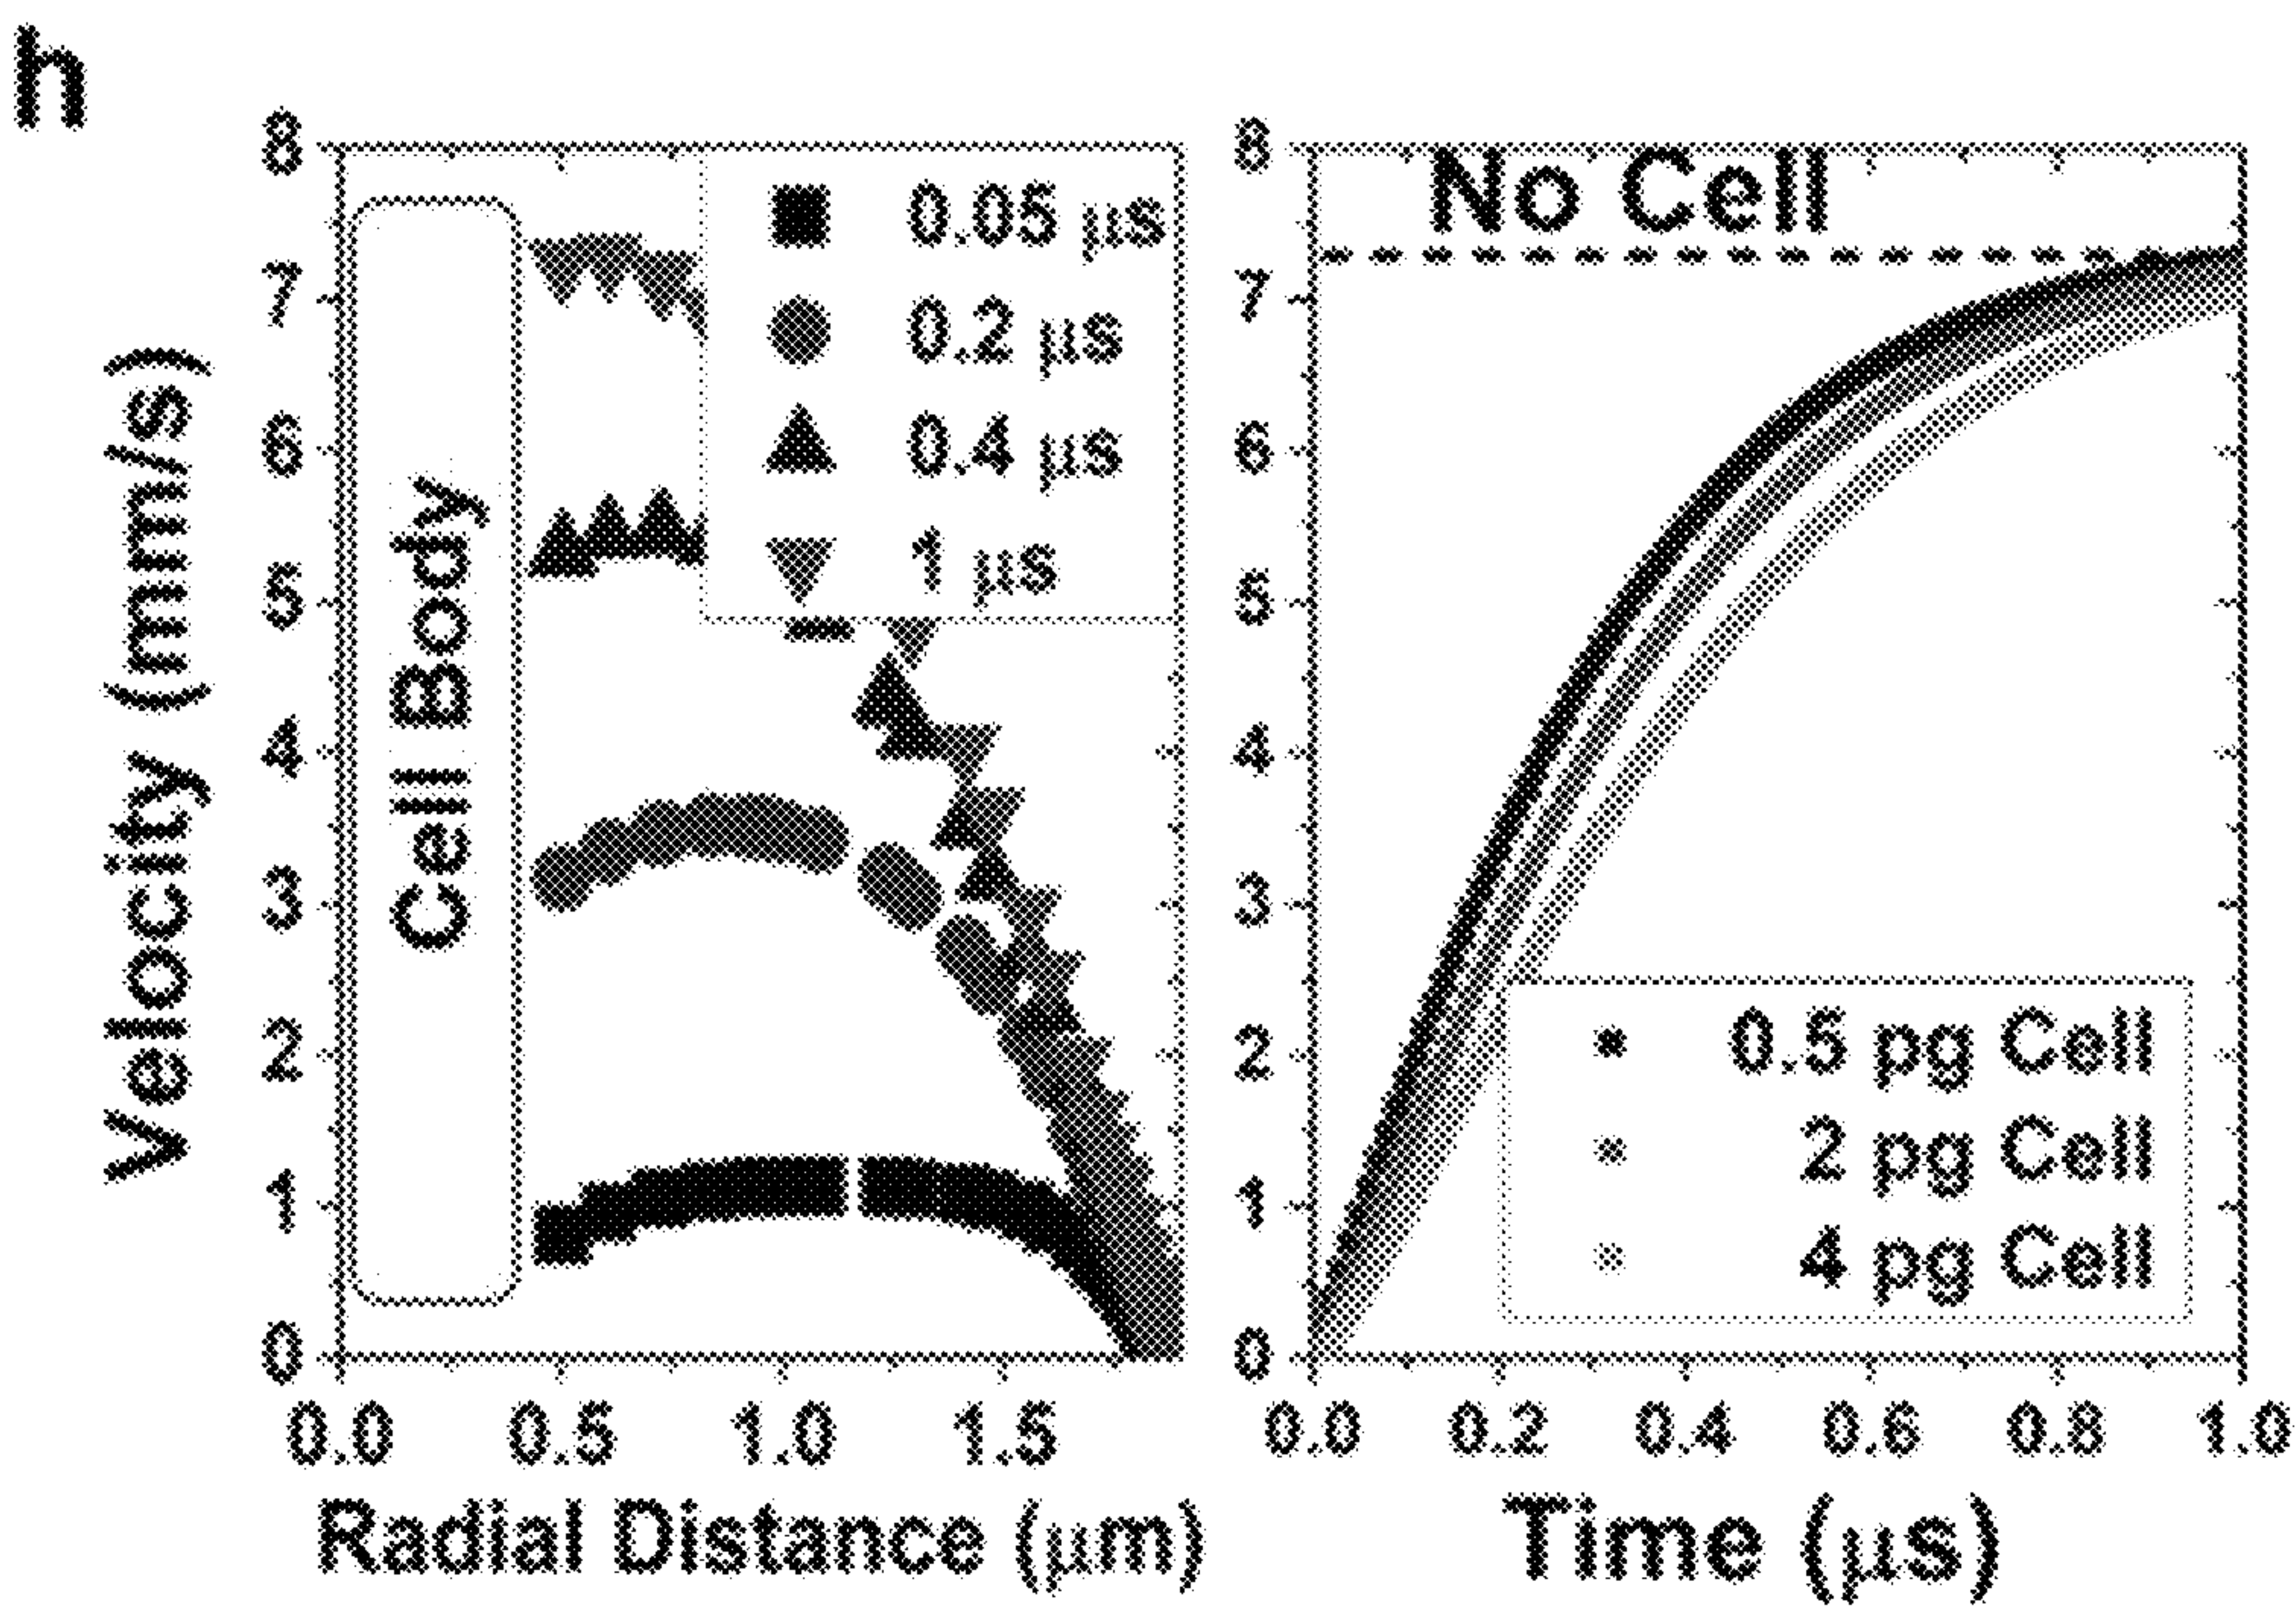 h
Velocity (mm/s)
8
7
6
5
4
3
2
1
0
Cell Body
0.05 µs
0.2 µs
0.4 µs
1 µs
0.0 0.5 1.0 1.5
Radial Distance (µm)
8
7
6
5
4
3
2
1
0
No Cell
0.5 pg Cell
2 pg Cell
4 pg Cell
0.0 0.2 0.4 0.6 0.8 1.0
Time (µs)